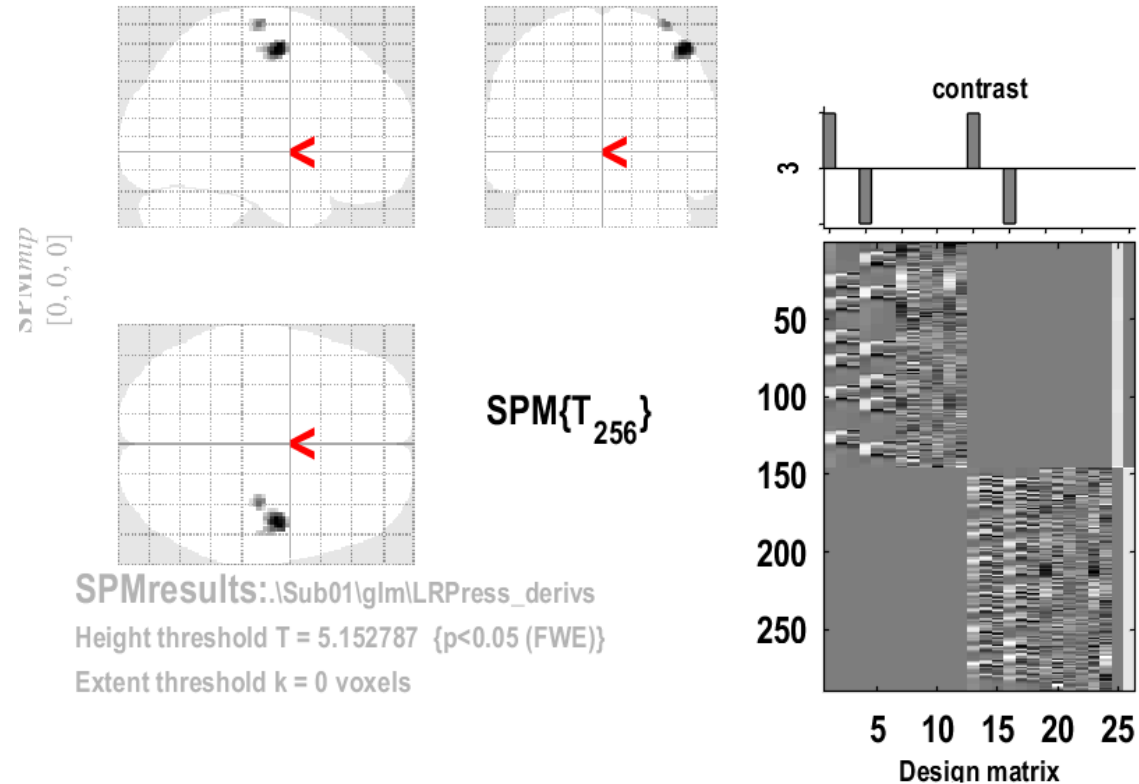 contrast
3
SPMmip
[0, 0, 0]
<
<
<
SPM{T256}
50
100
150
200
250
5 10 15 20 25
Design matrix
SPMresults:.\Sub01\glm\LRPress_derivs
Height threshold T = 5.152787 {p<0.05 (FWE)}
Extent threshold k = 0 voxels